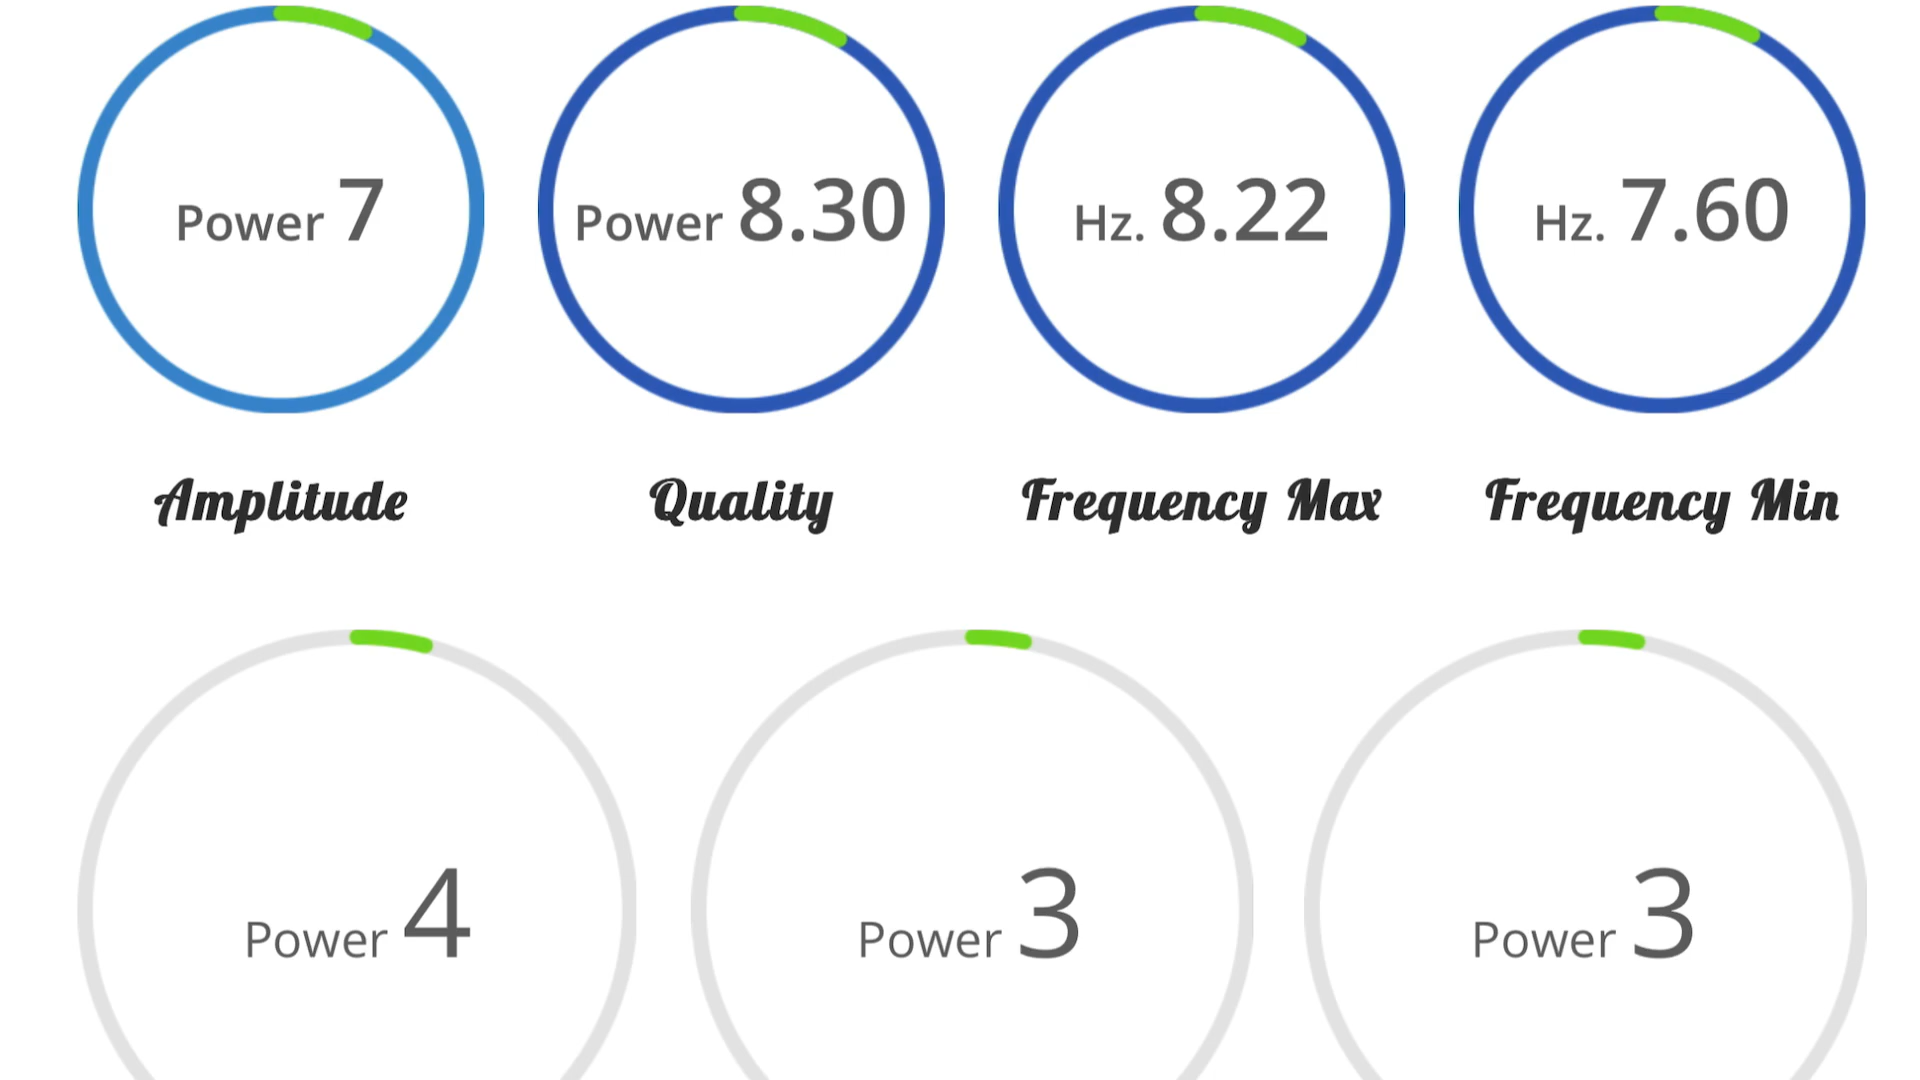 Power 7
Power 8.30
Hz. 8.22
Hz. 7.60
Amplitude
Quality
Frequency Max
Frequency Min
Power 4
Power 3
Power 3